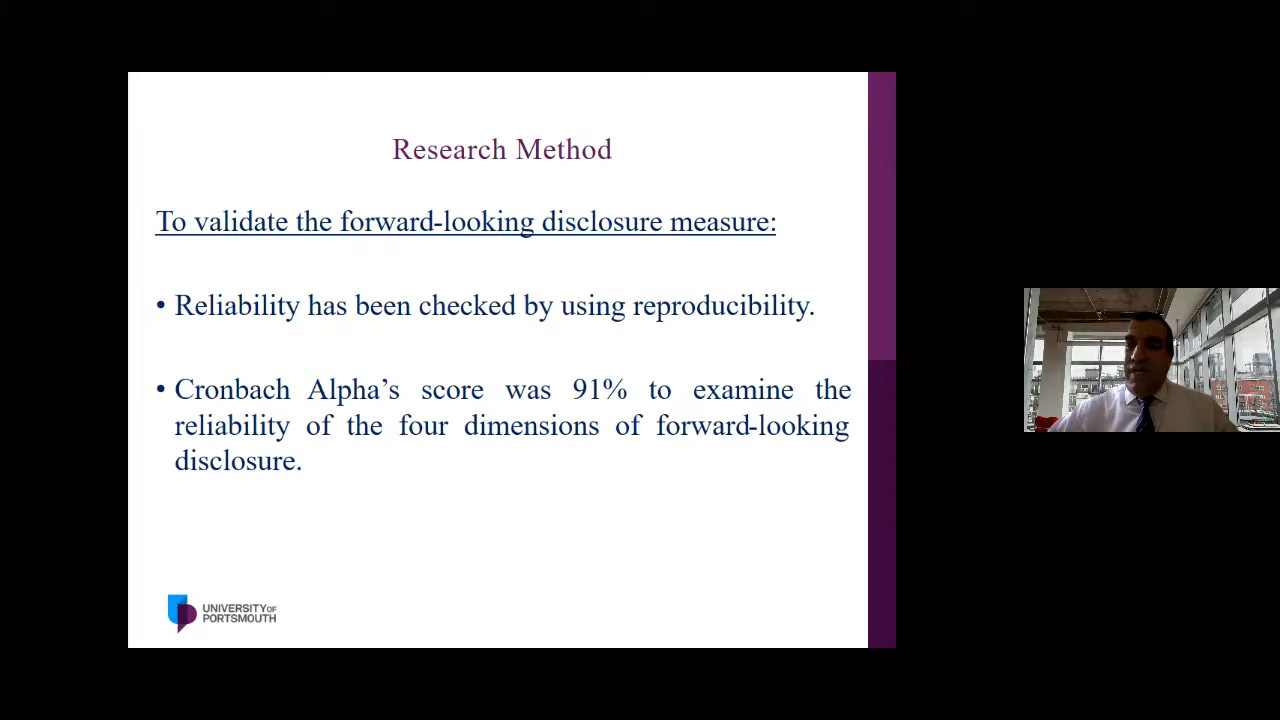 Research Method
To validate the forward-looking disclosure measure:
• Reliability has been checked by using reproducibility.
• Cronbach Alpha’s score was 91% to examine the
reliability of the four dimensions of forward-looking
disclosure.
UNIVERSITY OF
PORTSMOUTH